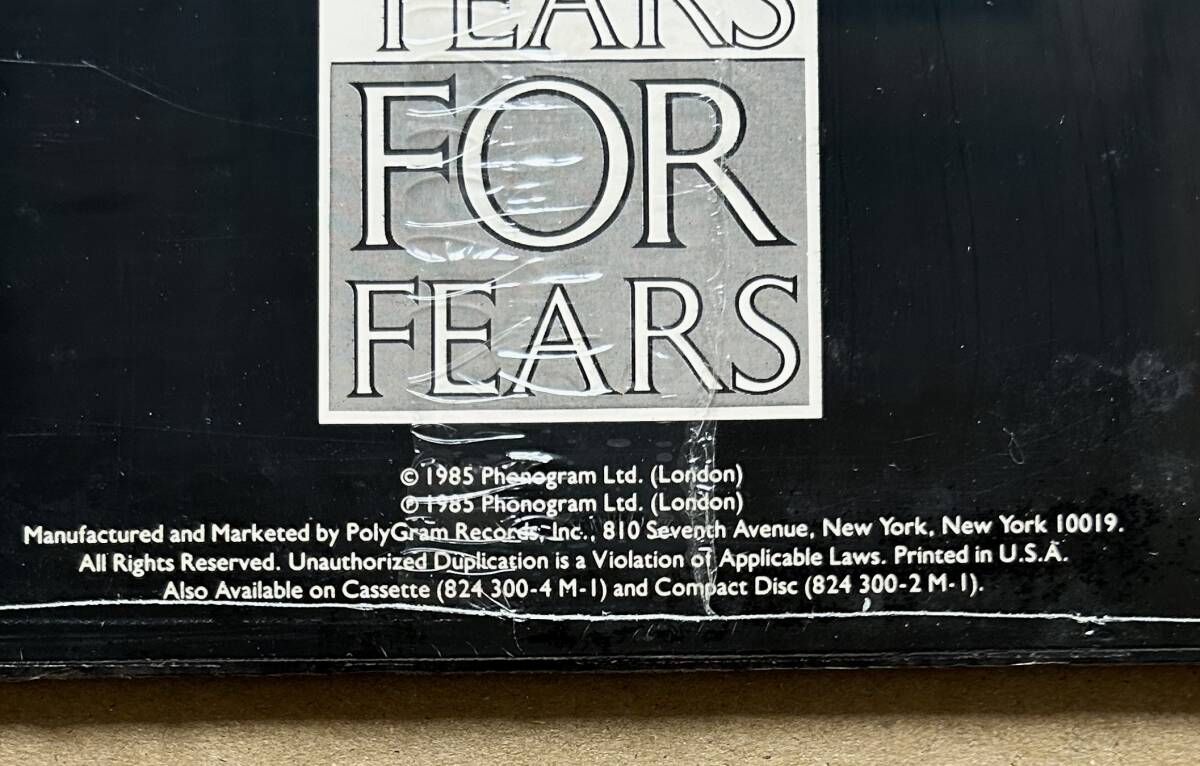 TEARS
FOR
FEARS
© 1985 Phonogram Ltd. (London)
℗ 1985 Phonogram Ltd. (London)
Manufactured and Marketed by PolyGram Records, Inc., 810 Seventh Avenue, New York, New York 10019.
All Rights Reserved. Unauthorized Duplication is a Violation of Applicable Laws. Printed in U.S.A.
Also Available on Cassette (824 300-4 M-1) and Compact Disc (824 300-2 M-1).